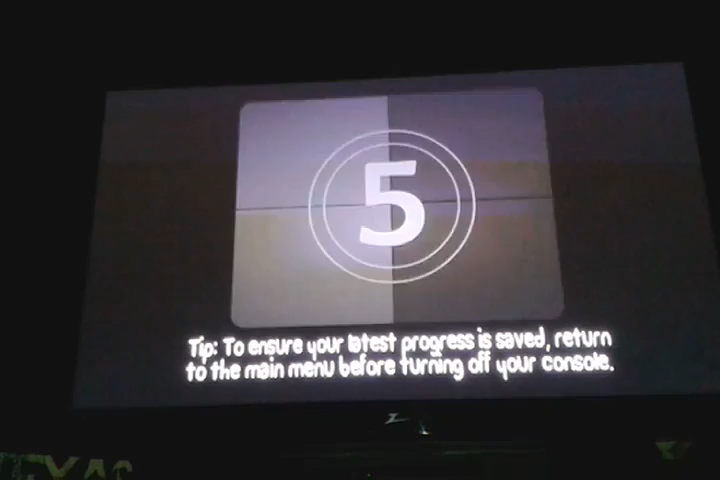 5
Tip: To ensure your latest progress is saved, return
to the main menu before turning off your console.
TEXAS